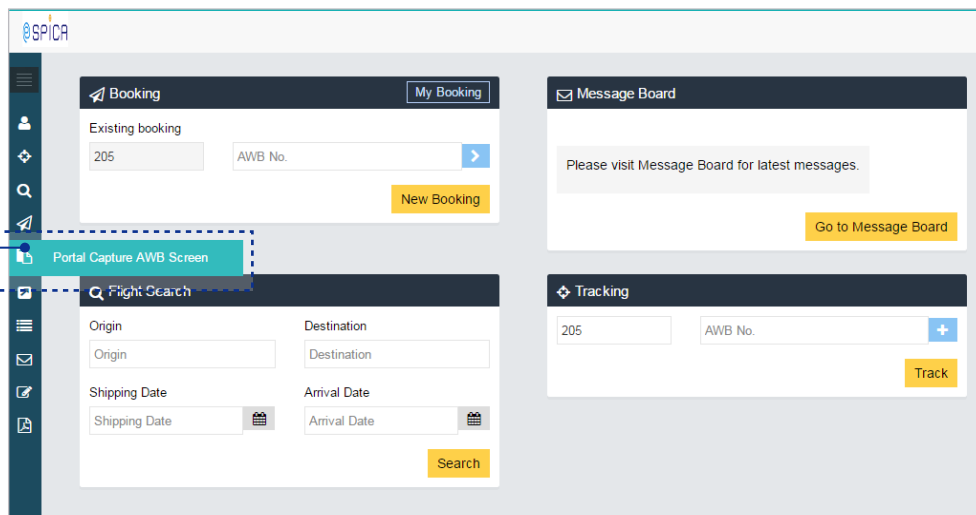 @SPICA
Booking
My Booking
Existing booking
205
AWB No.
New Booking
Message Board
Please visit Message Board for latest messages.
Go to Message Board
Portal Capture AWB Screen
Flight Search
Origin
Destination
Origin
Destination
Shipping Date
Arrival Date
Shipping Date
Arrival Date
Search
Tracking
205
AWB No.
Track